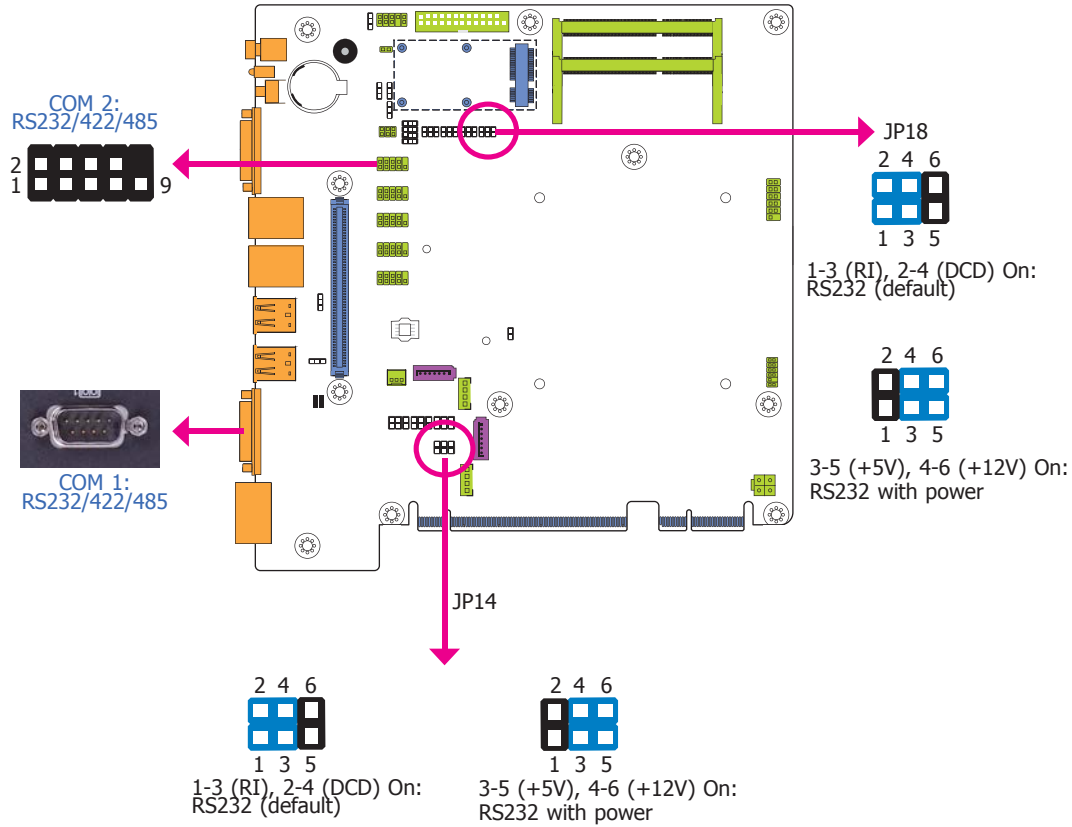 COM 2:
RS232/422/485
2
1
9
JP18
2 4 6
1 3 5
1-3 (RI), 2-4 (DCD) On:
RS232 (default)
2 4 6
1 3 5
3-5 (+5V), 4-6 (+12V) On:
RS232 with power
COM 1:
RS232/422/485
JP14
2 4 6
1 3 5
1-3 (RI), 2-4 (DCD) On:
RS232 (default)
2 4 6
1 3 5
3-5 (+5V), 4-6 (+12V) On:
RS232 with power